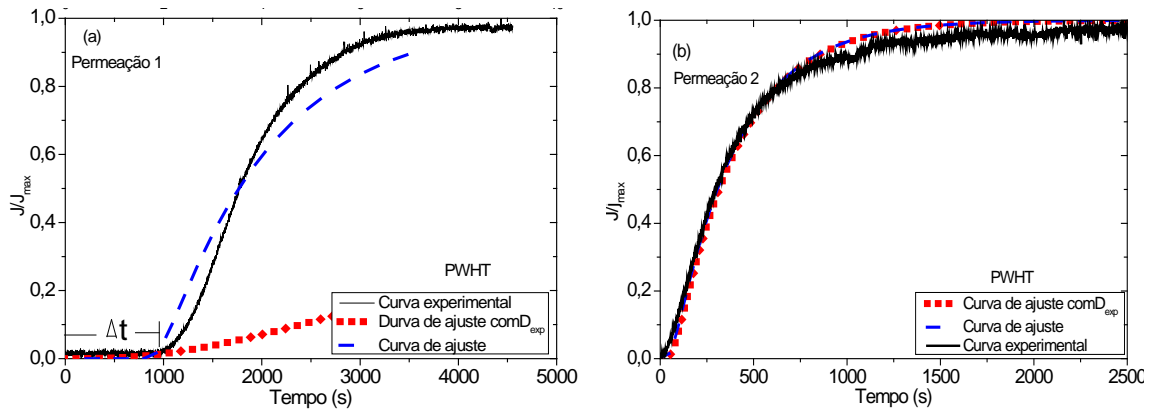 (a)
Permeação 1
1,0
0,8
0,6
0,4
0,2
0,0
J/J_max
Δt
PWHT
Curva experimental
Durva de ajuste comD_exp
Curva de ajuste
0 1000 2000 3000 4000 5000
Tempo (s)
(b)
Permeação 2
1,0
0,8
0,6
0,4
0,2
0,0
J/j_max
PWHT
Curva de ajuste comD_exp
Curva de ajuste
Curva experimental
0 500 1000 1500 2000 2500
Tempo (s)